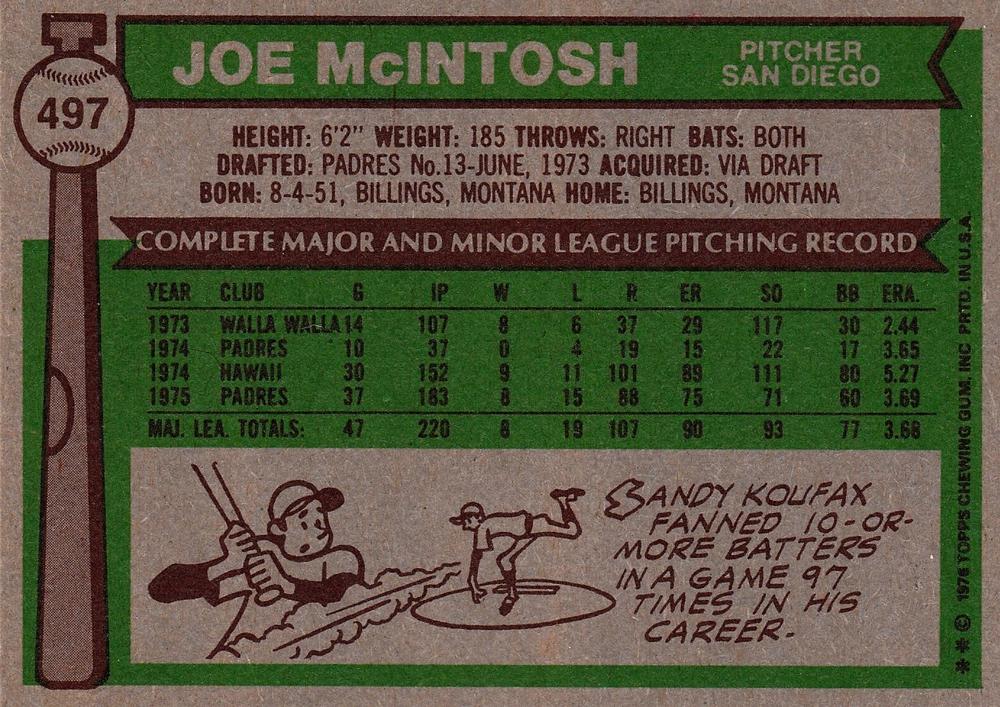 497
JOE McINTOSH
PITCHER
SAN DIEGO
HEIGHT: 6'2" WEIGHT: 185 THROWS: RIGHT BATS: BOTH
DRAFTED: PADRES No.13-JUNE, 1973 ACQUIRED: VIA DRAFT
BORN: 8-4-51, BILLINGS, MONTANA HOME: BILLINGS, MONTANA
COMPLETE MAJOR AND MINOR LEAGUE PITCHING RECORD
YEAR CLUB G IP W L R ER SO BB ERA.
1973 WALLA WALLA 14 107 8 6 37 29 117 30 2.44
1974 PADRES 10 37 0 4 19 15 22 17 3.65
1974 HAWAII 30 152 9 11 101 89 111 80 5.27
1975 PADRES 37 183 8 15 88 75 71 60 3.69
MAJ. LEA. TOTALS: 47 220 8 19 107 90 93 77 3.68
SANDY KOUFAX
FANNED 10-OR-
MORE BATTERS
IN A GAME 97
TIMES IN HIS
CAREER.
** © 1976 TOPPS CHEWING GUM, INC PRTD. IN U.S.A.